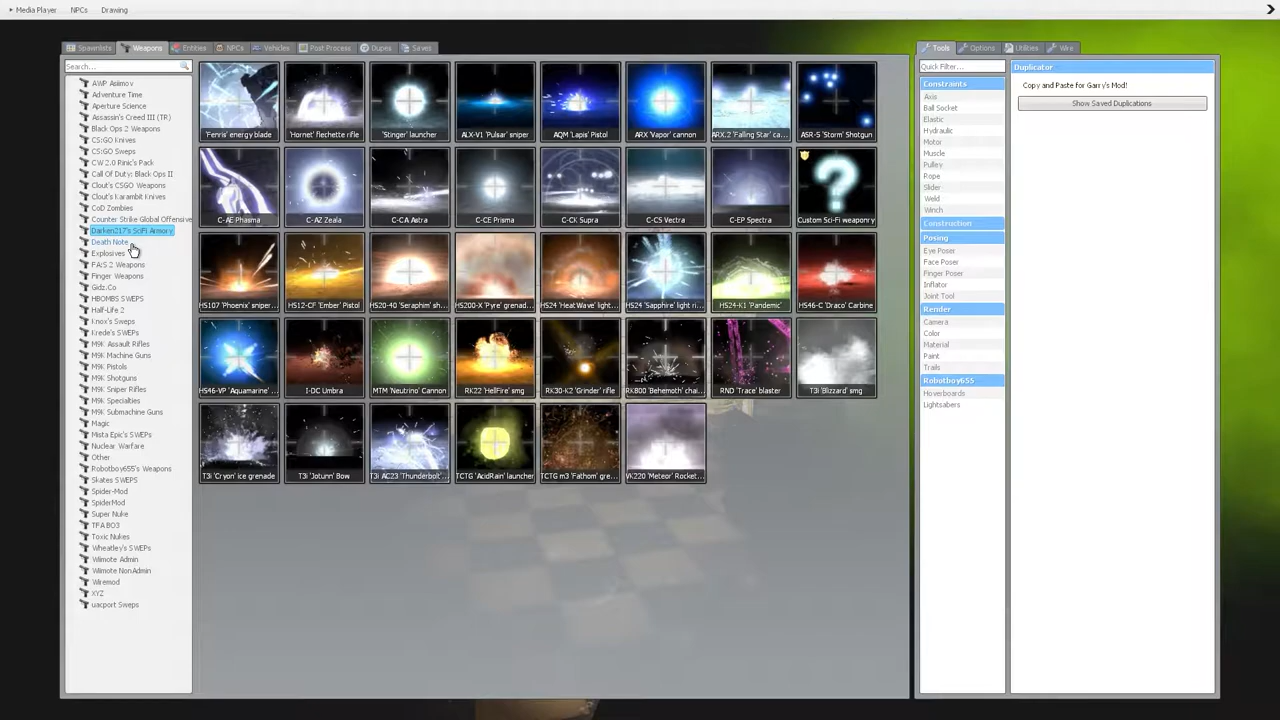 Media Player NPCs Drawing
Spawnlists Weapons Entities NPCs Vehicles Post Process Dupes Saves
Search...
AWP Asiimov
Adventure Time
Aperture Science
Assassin's Creed III (TR)
Black Ops 2 Weapons
CS:GO Knives
CS:GO Sweps
CW 2.0 Rinic's Pack
Call Of Duty: Black Ops II
Clout's CSGO Weapons
Clout's Karambit Knives
CoD Zombies
Counter Strike Global Offensive
Darken217's SciFi Armory
Death Note
Explosives
FA:S 2 Weapons
Finger Weapons
Gidz.Co
HBOMBS SWEPS
Half-Life 2
Knox's Sweps
Krede's SWEPs
M9K Assault Rifles
M9K Machine Guns
M9K Pistols
M9K Shotguns
M9K Sniper Rifles
M9K Specialties
M9K Submachine Guns
Magic
Mista Epic's SWEPs
Nuclear Warfare
Other
Robotboy655's Weapons
Skates SWEPS
Spider-Mod
SpiderMod
Super Nuke
TFA BO3
Toxic Nukes
Wheatley's SWEPs
Wiimote Admin
Wiimote NonAdmin
Wiremod
XYZ
uacport Sweps
'Fenris' energy blade 'Hornet' flechette rifle 'Stinger' launcher ALX-V1 'Pulsar' sniper AQM 'Lapis' Pistol ARX 'Vapor' cannon ARX.2 'Falling Star' ca... ASR-5 'Storm' Shotgun
C-AE Phasma C-AZ Zeala C-CA Astra C-CE Prisma C-CK Supra C-CS Vectra C-EP Spectra Custom Sci-Fi weapon y
HS107 'Phoenix' sniper... HS12-CF 'Ember' Pistol HS20-40 'Seraphim' sh... HS200-X 'Pyre' grenad... HS24 'HeatWave' light... HS24 'Sapphire' light ri... HS24-K1 'Pandemic' HS46-C 'Draco' Carbine
HS46-VP 'Aquamarine' ... I-DC Umbra MTM 'Neutrino' Cannon RK22 'HellFire' smg RK30-K2 'Grinder' rifle RK800 'Behemoth' chai... RND 'Trace' blaster T3i 'Blizzard' smg
T3i 'Cryon' ice grenade T3i 'Jotunn' Bow T3i AC23 'Thunderbolt'... TCTG 'AcidRain' launcher TCTG m3 'Fathom' gre... VK220 'Meteor' Rocket...
Tools Options Utilities Wire
Quick Filter...
Constraints
Axis
Ball Socket
Elastic
Hydraulic
Motor
Muscle
Pulley
Rope
Slider
Weld
Winch
Construction
Posing
Eye Poser
Face Poser
Finger Poser
Inflator
Joint Tool
Render
Camera
Color
Material
Paint
Trails
Robotboy655
Hoverboards
Lightsabers
Duplicator
Copy and Paste for Garry's Mod!
Show Saved Duplications